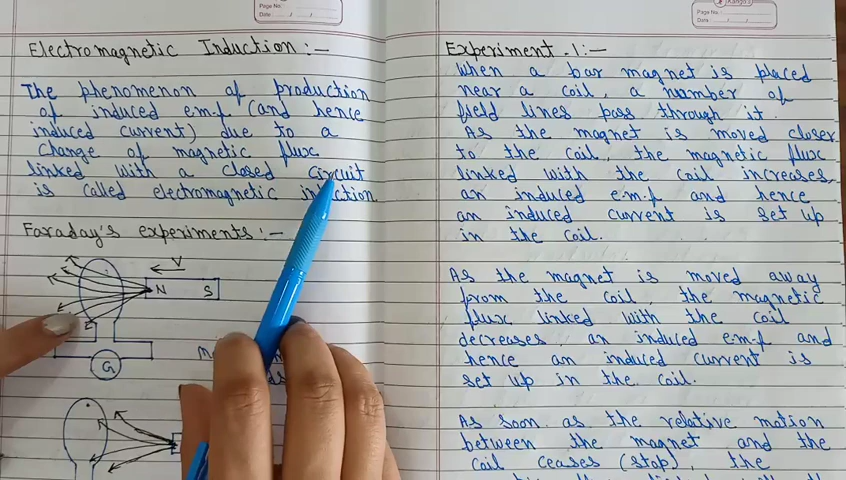 Page No.
Date
Electromagnetic Induction :-
The phenomenon of production
of induced e.m.f (and hence
induced current) due to a
change of magnetic flux
linked with a closed circuit
is called electromagnetic induction.
Faraday's experiments :-
V
N S
G
Page No.
Date
Experiment - 1 :-
When a bar magnet is placed
near a coil, a number of
field lines pass through it.
As the magnet is moved closer
to the coil, the magnetic flux
linked with the coil increases,
an induced e.m.f and hence
an induced current is set up
in the coil.
As the magnet is moved away
from the coil, the magnetic
flux linked with the coil
decreases, an induced e.m.f and
hence an induced current is
set up in the coil.
As soon as the relative motion
between the magnet and the
coil ceases (stop), the